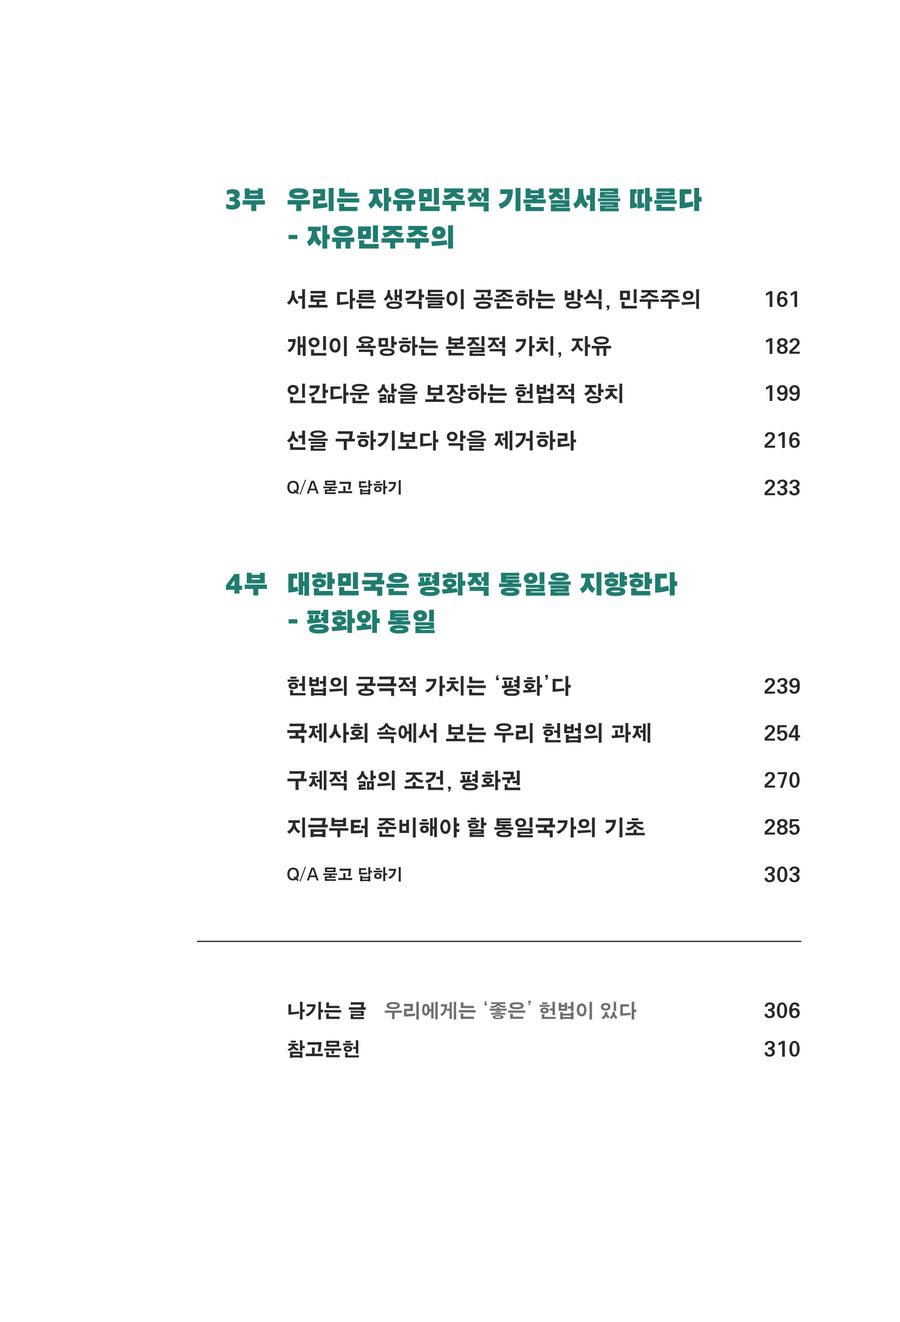 3부 우리는 자유민주적 기본질서를 따른다
- 자유민주주의
서로 다른 생각들이 공존하는 방식, 민주주의 161
개인이 욕망하는 본질적 가치, 자유 182
인간다운 삶을 보장하는 헌법적 장치 199
선을 구하기보다 악을 제거하라 216
Q/A 묻고 답하기 233
4부 대한민국은 평화적 통일을 지향한다
- 평화와 통일
헌법의 궁극적 가치는 ‘평화’다 239
국제사회 속에서 보는 우리 헌법의 과제 254
구체적 삶의 조건, 평화권 270
지금부터 준비해야 할 통일국가의 기초 285
Q/A 묻고 답하기 303
나가는 글 우리에게는 ‘좋은’ 헌법이 있다 306
참고문헌 310